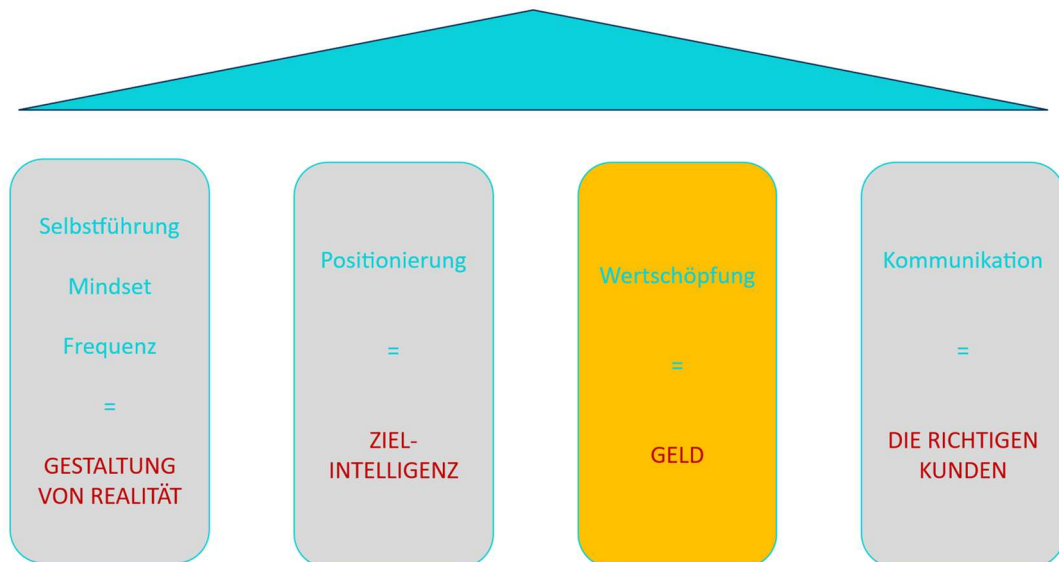 Selbstführung
Mindset
Frequenz
=
GESTALTUNG
VON REALITÄT
Positionierung
=
ZIEL-
INTELLIGENZ
Wertschöpfung
=
GELD
Kommunikation
=
DIE RICHTIGEN
KUNDEN